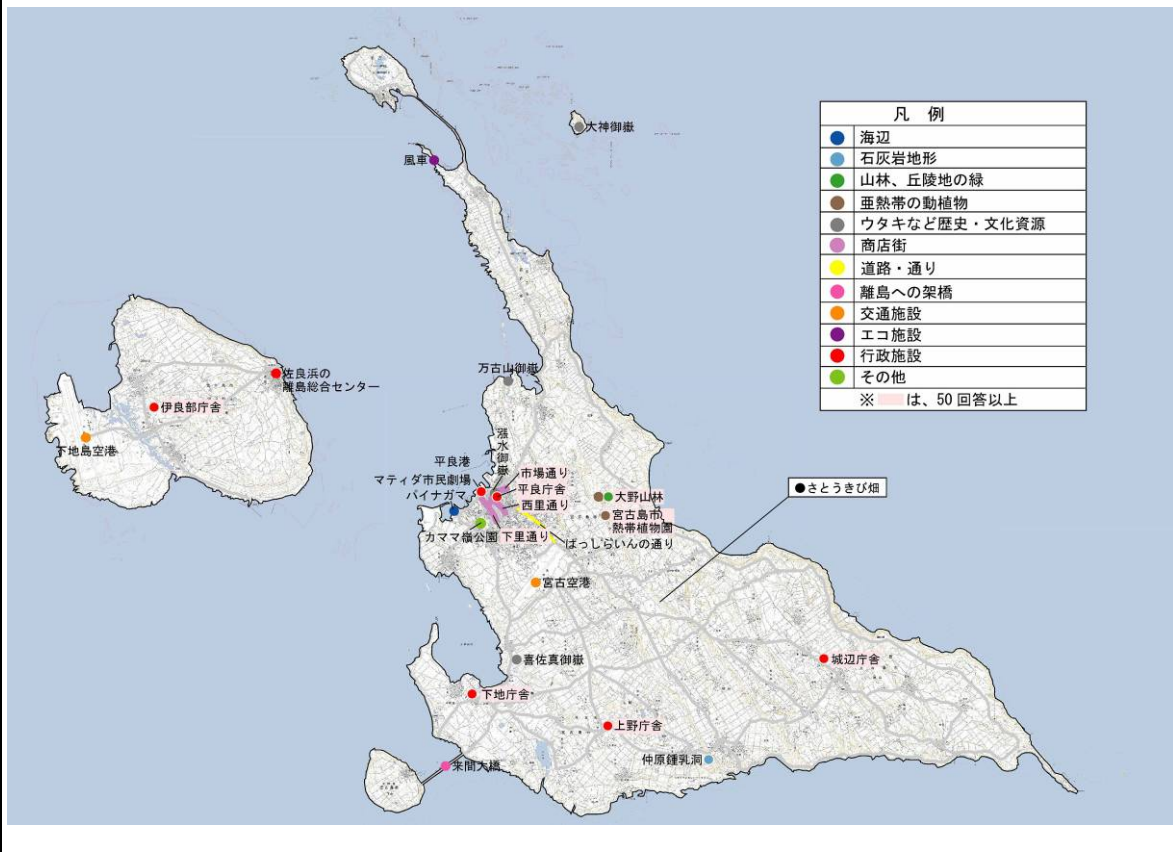 大神御嶽
風車
凡 例
海辺
石灰岩地形
山林、丘陵地の緑
亜熱帯の動植物
ウタキなど歴史・文化資源
商店街
道路・通り
離島への架橋
交通施設
エコ施設
行政施設
その他
※ は、50回答以上
佐良浜の
離島総合センター
伊良部庁舎
下地島空港
万古山御嶽
漲水御嶽
平良港
マティダ市民劇場
パイナガマ
市場通り
平良庁舎
西里通り
カママ嶺公園
下里通り
ばっしらいんの通り
大野山林
宮古島市
熱帯植物園
●さとうきび畑
宮古空港
喜佐真御嶽
城辺庁舎
下地庁舎
上野庁舎
仲原鍾乳洞
来間大橋